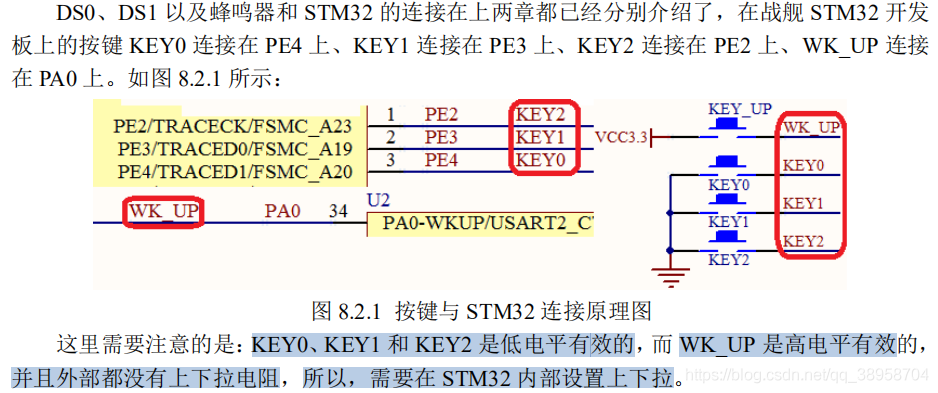 DS0、DS1 以及蜂鸣器和 STM32 的连接在上两章都已经分别介绍了，在战舰 STM32 开发
板上的按键 KEY0 连接在 PE4 上、KEY1 连接在 PE3 上、KEY2 连接在 PE2 上、WK_UP 连接
在 PA0 上。如图 8.2.1 所示：
PE2/TRACECK/FSMC_A23 1 PE2 KEY2
PE3/TRACED0/FSMC_A19 2 PE3 KEY1
PE4/TRACED1/FSMC_A20 3 PE4 KEY0
WK_UP PA0 34
U2
PA0-WKUP/USART2_C
KEY_UP
VCC3.3 WK_UP
KEY0
KEY0
KEY1
KEY1
KEY2
KEY2
图 8.2.1 按键与 STM32 连接原理图
这里需要注意的是：KEY0、KEY1 和 KEY2 是低电平有效的，而 WK_UP 是高电平有效的，
并且外部都没有上下拉电阻，所以，需要在 STM32 内部设置上下拉。
https://blog.csdn.net/qq_38958704